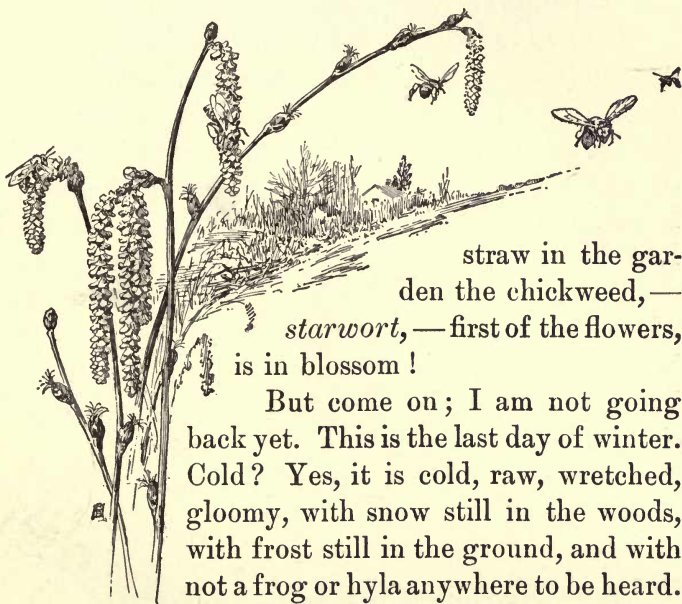 straw in the gar-
den the chickweed, —
starwort, — first of the flowers,
is in blossom !
But come on ; I am not going
back yet. This is the last day of winter.
Cold? Yes, it is cold, raw, wretched,
gloomy, with snow still in the woods,
with frost still in the ground, and with
not a frog or hyla anywhere to be heard.